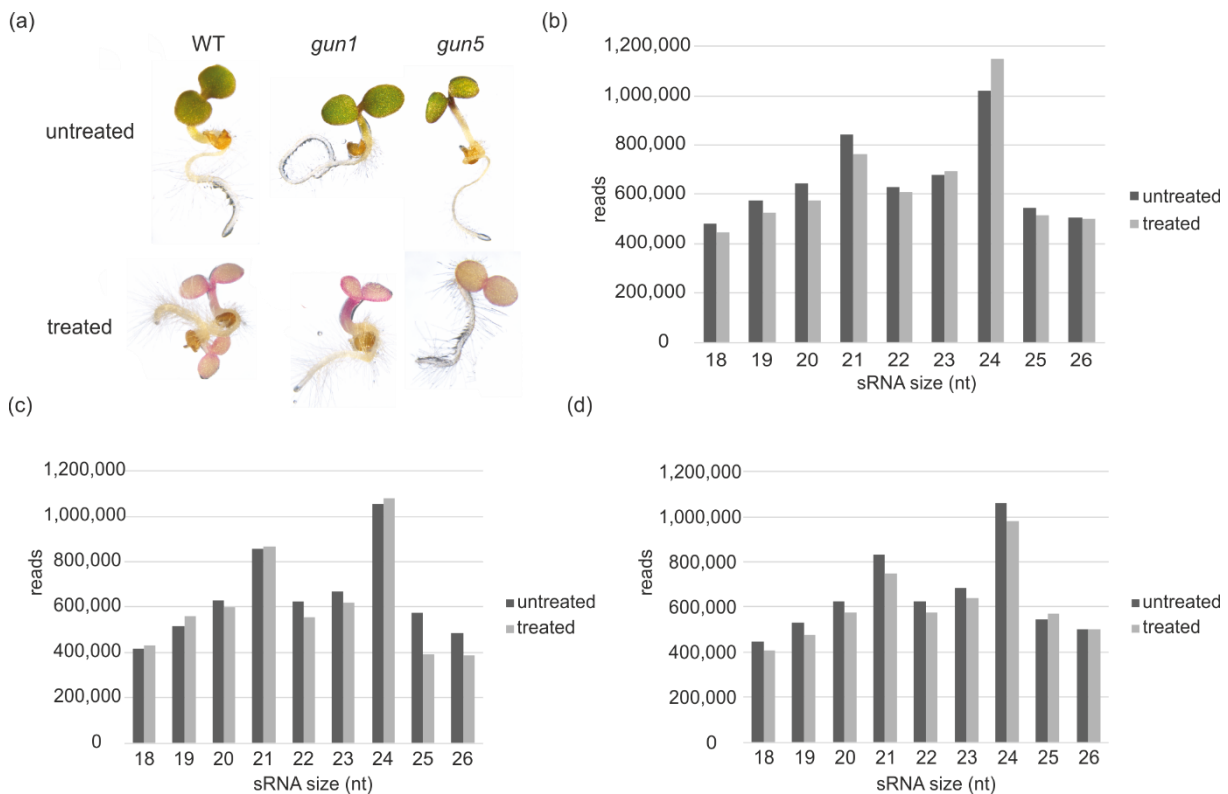 (a)
WT gun1 gun5
untreated
treated
(b)
1,200,000
1,000,000
800,000
600,000
400,000
200,000
0
reads
18 19 20 21 22 23 24 25 26
sRNA size (nt)
untreated
treated
(c)
1,200,000
1,000,000
800,000
600,000
400,000
200,000
0
reads
18 19 20 21 22 23 24 25 26
sRNA size (nt)
untreated
treated
(d)
1,200,000
1,000,000
800,000
600,000
400,000
200,000
0
reads
18 19 20 21 22 23 24 25 26
sRNA size (nt)
untreated
treated